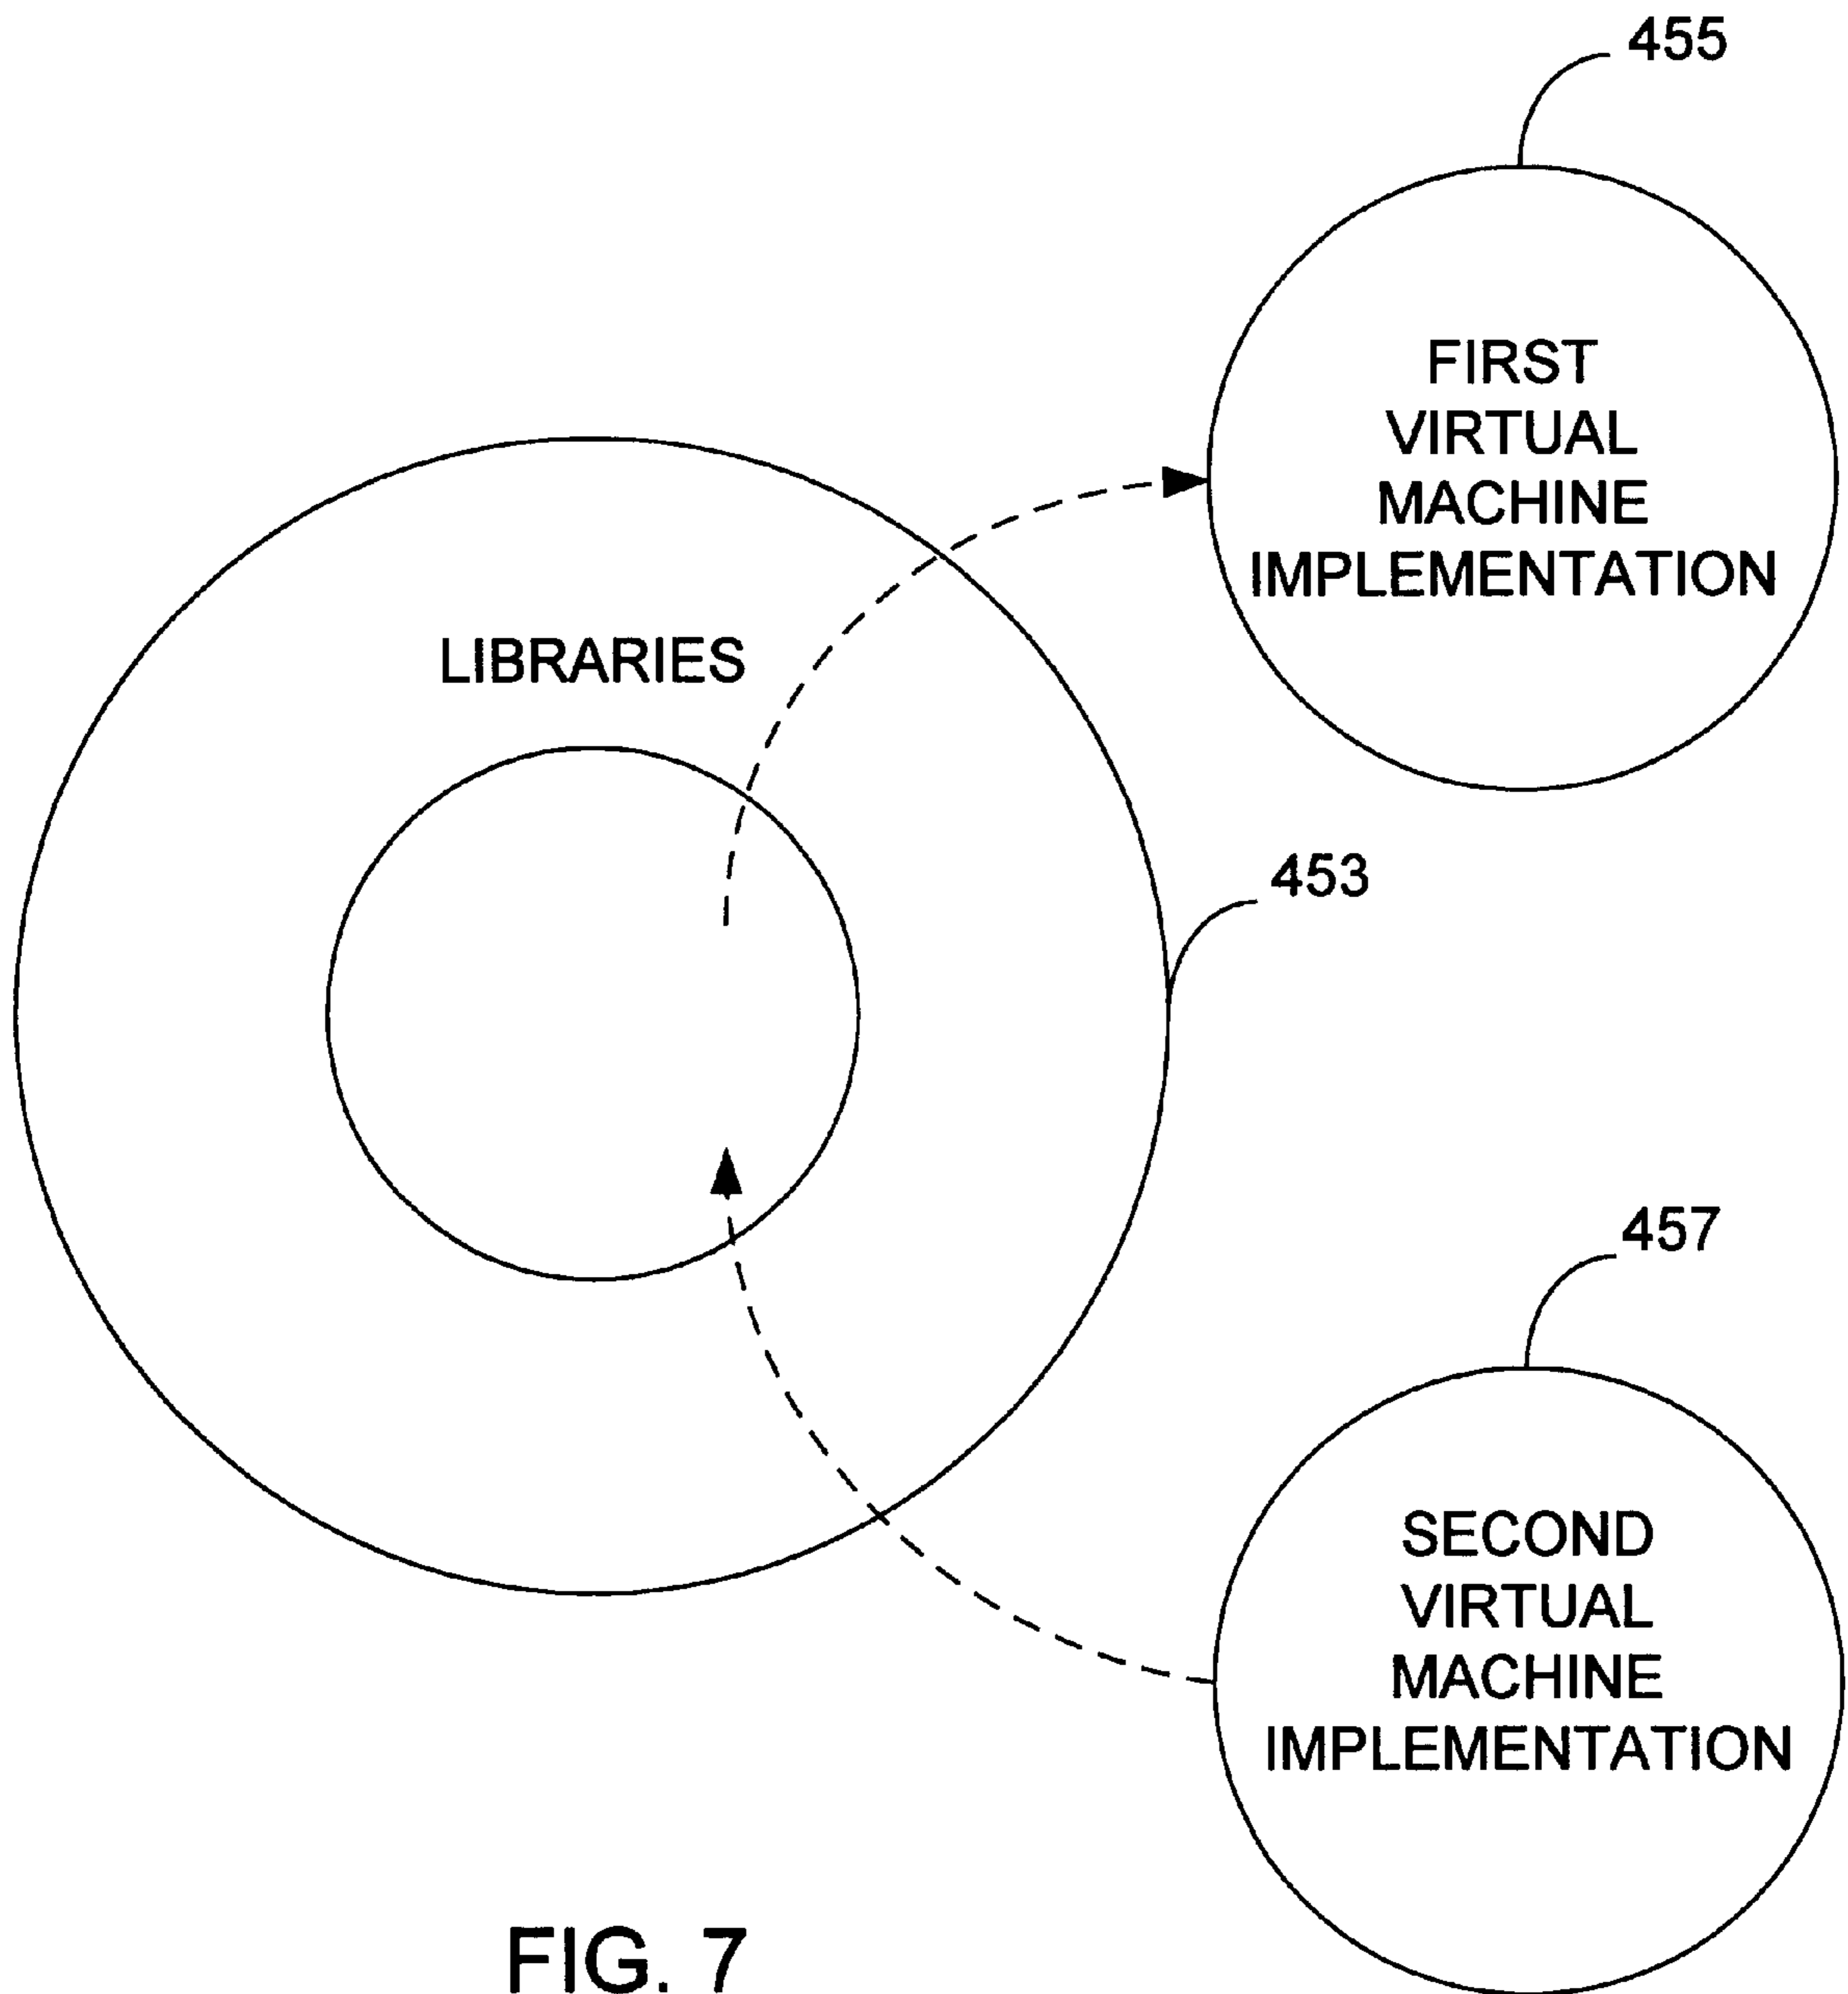 455
FIRST
VIRTUAL
MACHINE
IMPLEMENTATION
LIBRARIES
453
457
SECOND
VIRTUAL
MACHINE
IMPLEMENTATION
FIG. 7